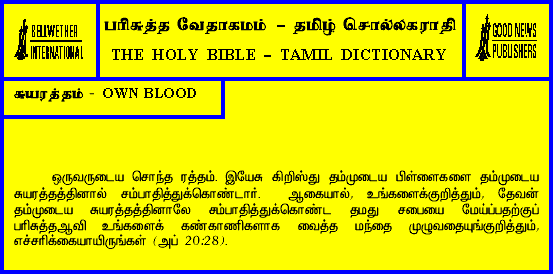 BELLWETHER
INTERNATIONAL
பரிசுத்த வேதாகமம் – தமிழ் சொல்லகராதி
THE HOLY BIBLE – TAMIL DICTIONARY
GOOD NEWS
PUBLISHERS
சுயரத்தம் - OWN BLOOD
ஒருவருடைய சொந்த ரத்தம். இயேசு கிறிஸ்து தம்முடைய பிள்ளைகளை தம்முடைய
சுயரத்தத்தினால் சம்பாதித்துக்கொண்டார். ஆகையால், உங்களைக்குறித்தும், தேவன்
தம்முடைய சுயரத்தத்தினாலே சம்பாதித்துக்கொண்ட தமது சபையை மேய்ப்பதற்குப்
பரிசுத்தஆவி உங்களைக் கண்காணிகளாக வைத்த மந்தை முழுவதையுங்குறித்தும்,
எச்சரிக்கையாயிருங்கள் (அப் 20:28).